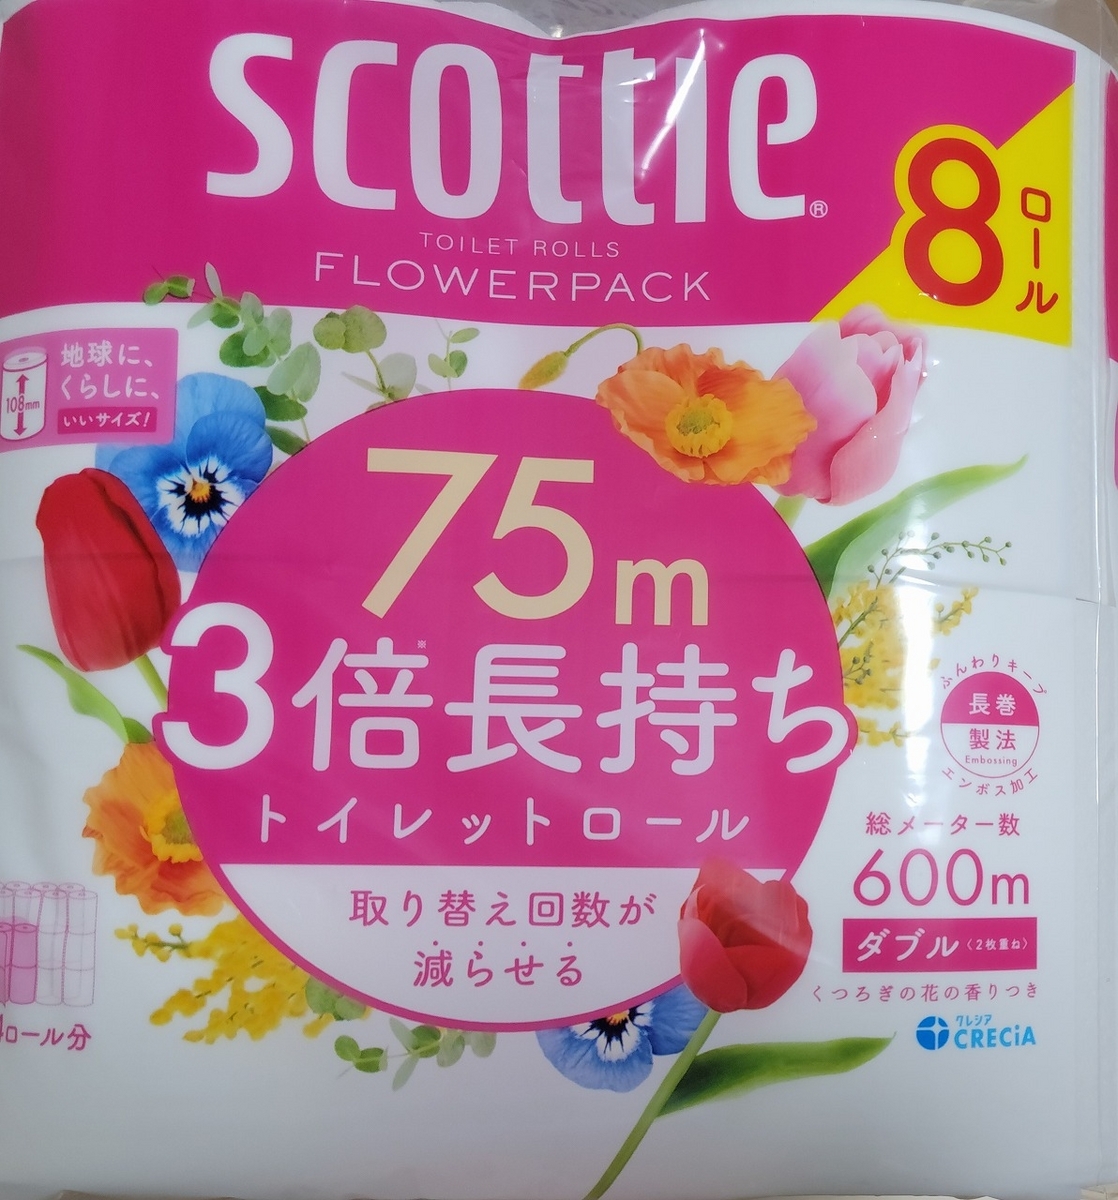 scottie®
TOILET ROLLS
FLOWERPACK
8ロール
地球に、
くらしに、
いいサイズ!
108mm
75m
3倍※長持ち
トイレットロール
取り替え回数が
減らせる
ふんわりキープ
長巻
製法
Embossing
エンボス加工
総メーター数
600m
ダブル〈2枚重ね〉
くつろぎの花の香りつき
クレシア
CRECiA
4ロール分